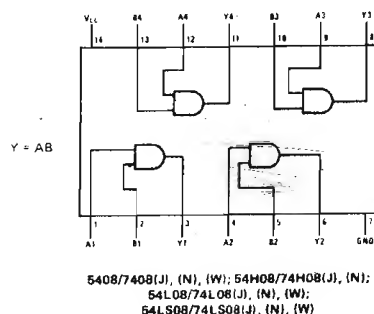 VCC B4 A4 Y4 B3 A3 Y3
14 13 12 11 10 9 8
Y = AB
1 2 3 4 5 6 7
A1 B1 Y1 A2 B2 Y2 GND
5408/7408(J), (N), (W); 54H08/74H08(J), (N);
54L08/74L08(J), (N), (W);
54LS08/74LS08(J), (N), (W)